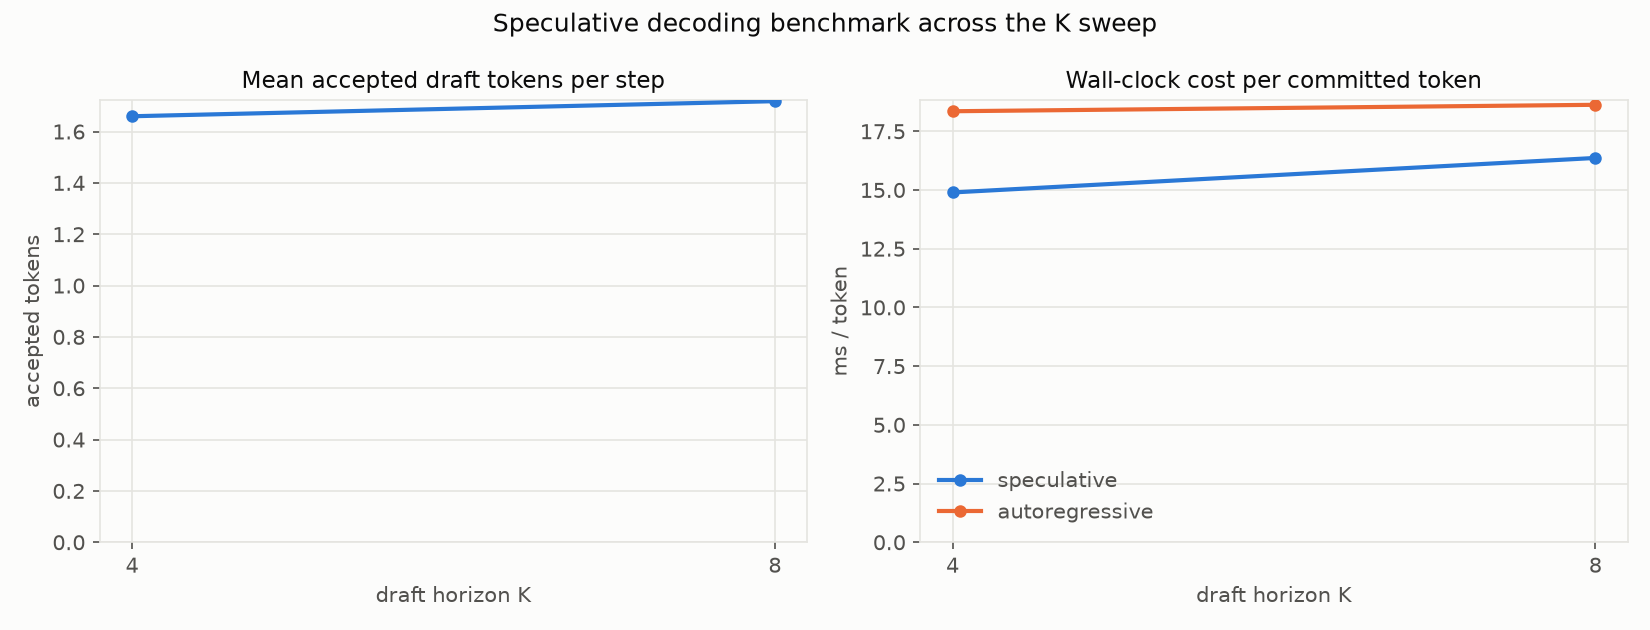 Speculative decoding benchmark across the K sweep
Mean accepted draft tokens per step
accepted tokens
1.6
1.4
1.2
1.0
0.8
0.6
0.4
0.2
0.0
4
8
draft horizon K
Wall-clock cost per committed token
ms / token
17.5
15.0
12.5
10.0
7.5
5.0
2.5
0.0
speculative
autoregressive
4
8
draft horizon K